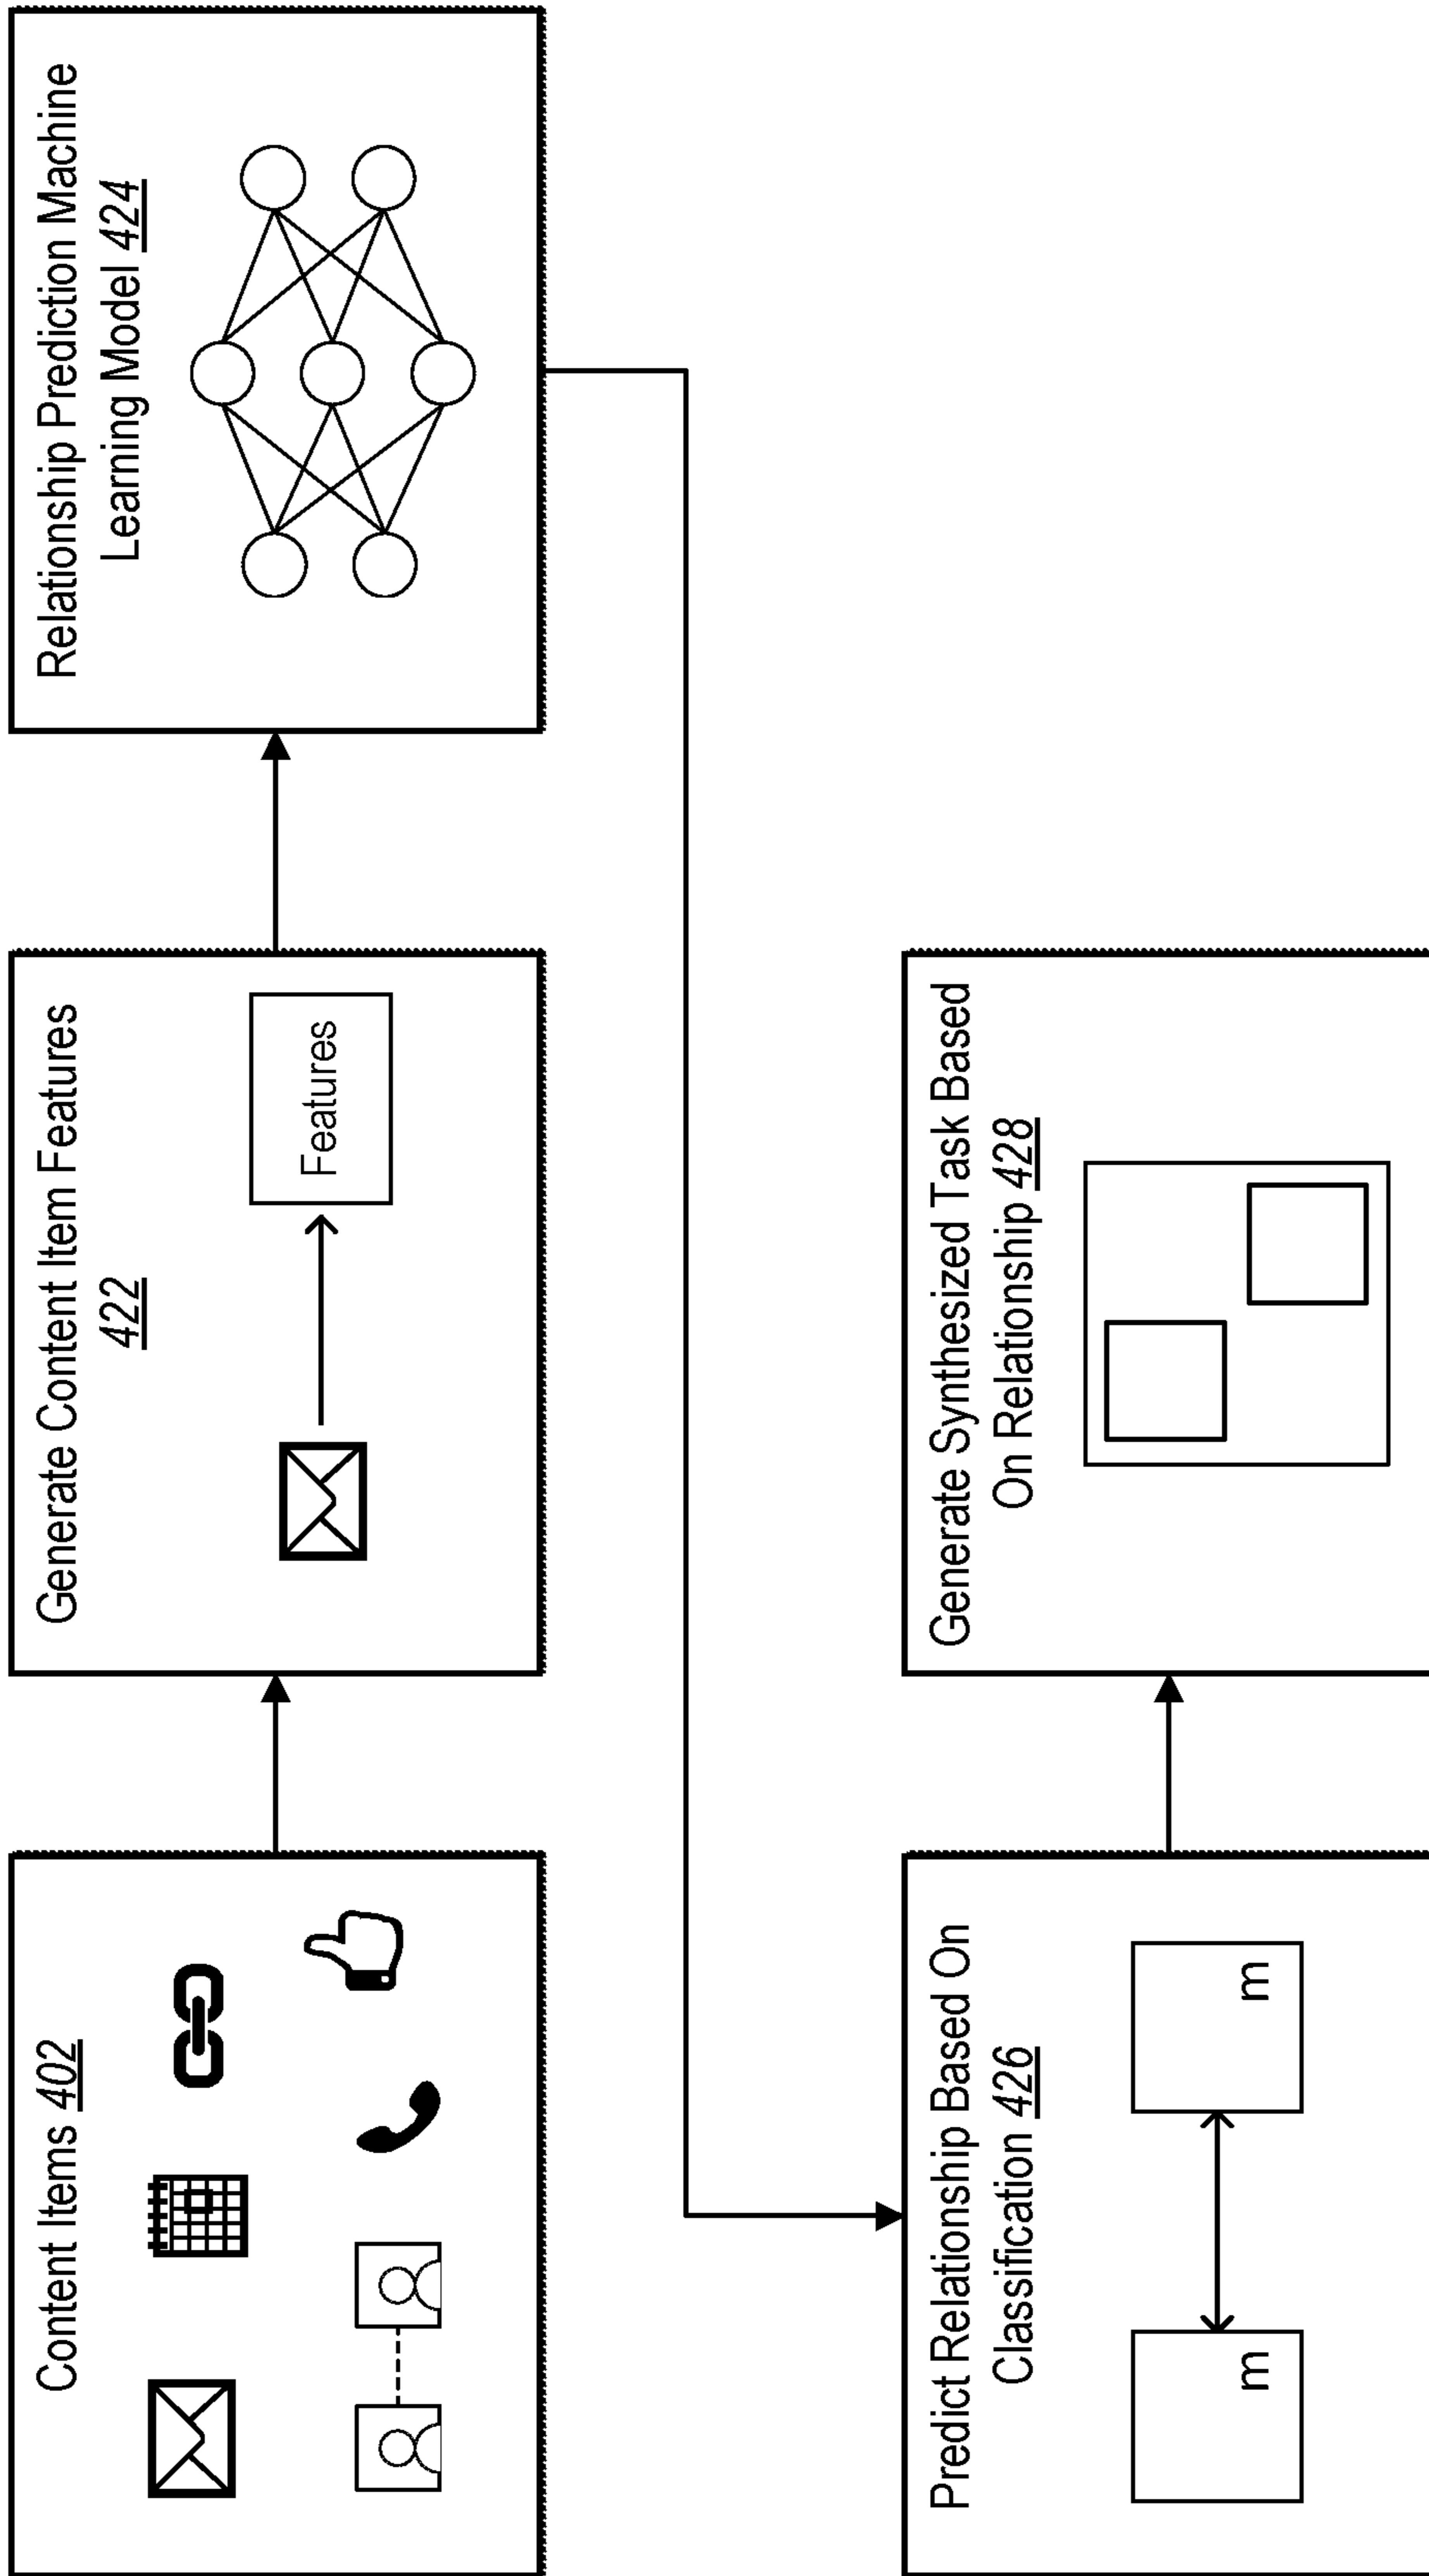 Content Items 402
Generate Content Item Features
422
Features
Relationship Prediction Machine
Learning Model 424
Predict Relationship Based On
Classification 426
m
m
Generate Synthesized Task Based
On Relationship 428